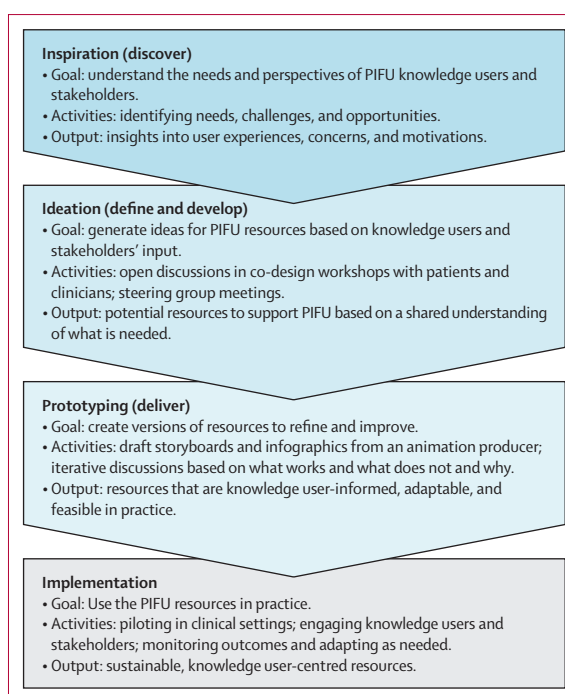 Inspiration (discover)
• Goal: understand the needs and perspectives of PIFU knowledge users and
stakeholders.
• Activities: identifying needs, challenges, and opportunities.
• Output: insights into user experiences, concerns, and motivations.
Ideation (define and develop)
• Goal: generate ideas for PIFU resources based on knowledge users and
stakeholders’ input.
• Activities: open discussions in co-design workshops with patients and
clinicians; steering group meetings.
• Output: potential resources to support PIFU based on a shared understanding
of what is needed.
Prototyping (deliver)
• Goal: create versions of resources to refine and improve.
• Activities: draft storyboards and infographics from an animation producer;
iterative discussions based on what works and what does not and why.
• Output: resources that are knowledge user-informed, adaptable, and
feasible in practice.
Implementation
• Goal: Use the PIFU resources in practice.
• Activities: piloting in clinical settings; engaging knowledge users and
stakeholders; monitoring outcomes and adapting as needed.
• Output: sustainable, knowledge user-centred resources.